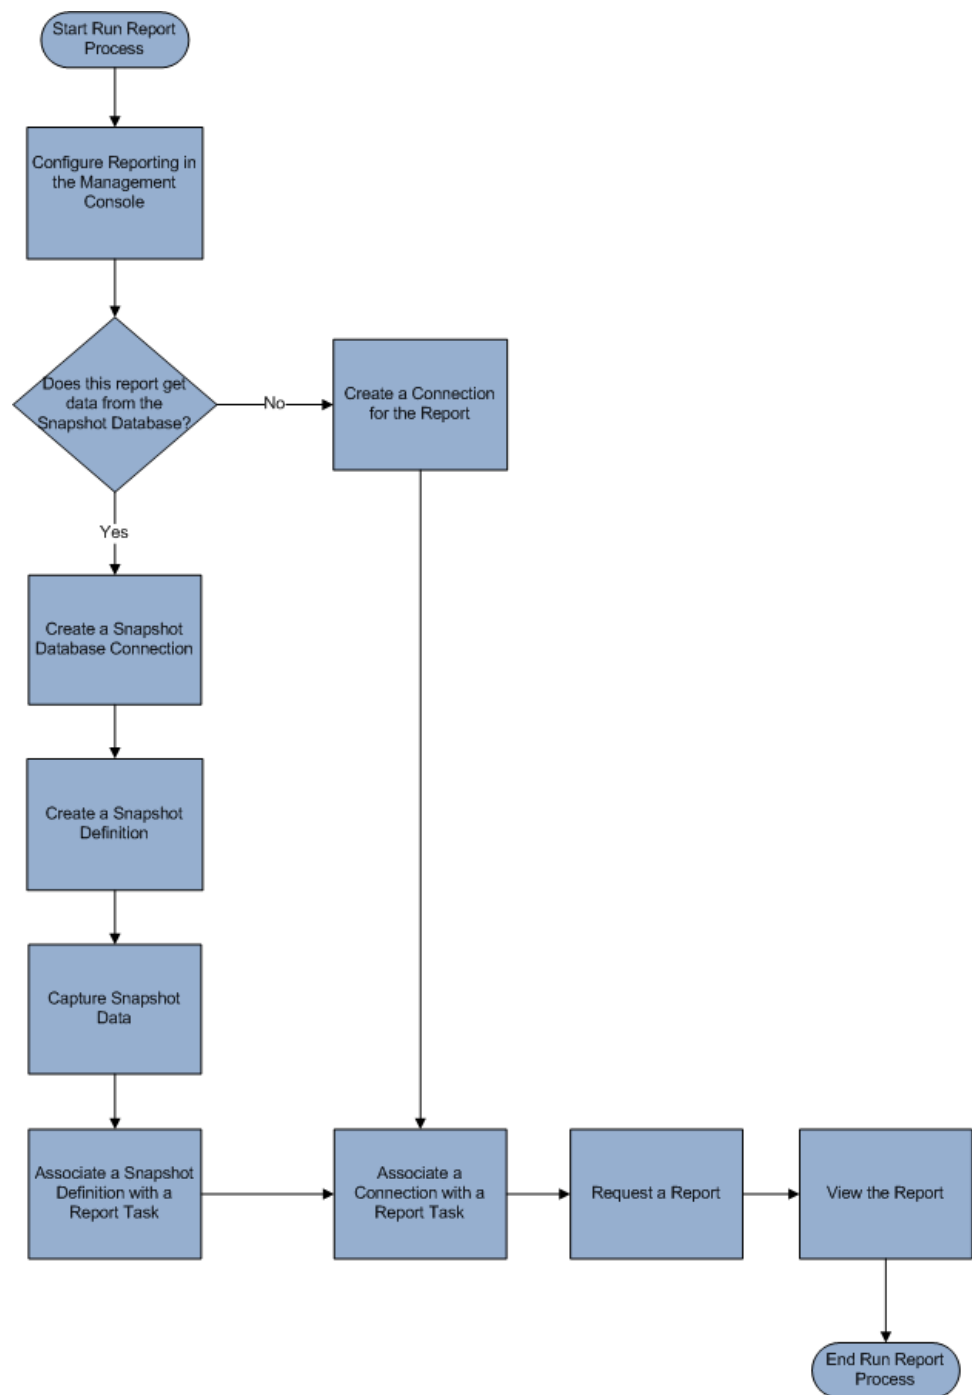 Start Run Report
Process
Configure Reporting in
the Management
Console
Does this report get
data from the
Snapshot Database?
No
Create a Connection
for the Report
Yes
Create a Snapshot
Database Connection
Create a Snapshot
Definition
Capture Snapshot
Data
Associate a Snapshot
Definition with a
Report Task
Associate a
Connection with a
Report Task
Request a Report
View the Report
End Run Report
Process